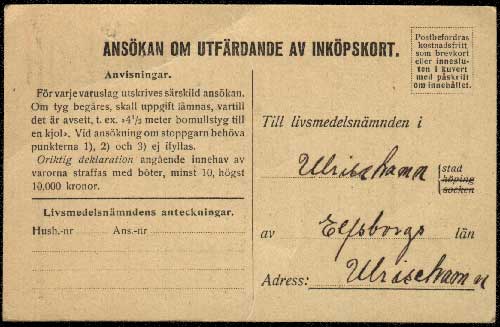 ANSÖKAN OM UTFÄRDANDE AV INKÖPSKORT.
Postbefordras
kostnadsfritt
som brevkort
eller inneslu-
ten i kuvert
med påskrift
om innehållet.
Anvisningar.
För varje varuslag utskrives särskild ansökan.
Om tyg begäres, skall uppgift lämnas, vartill
det är avsett, t. ex. »4½ meter bomullstyg till
en kjol». Vid ansökning om stoppgarn behöva
punkterna 1), 2) och 3) ej ifyllas.
Oriktig deklaration angående innehav av
varorna straffas med böter, minst 10, högst
10,000 kronor.
Livsmedelsnämndens anteckningar.
Hush.-nr Ans.-nr
Till livsmedelsnämnden i
Ulricehamn stad
köping
socken
av Elfsborgs län
Adress: Ulricehamn